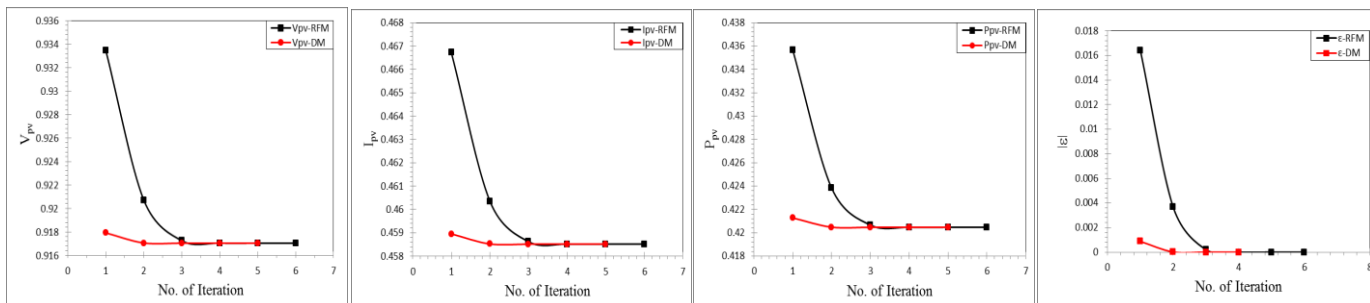 0.936
0.934
0.932
0.93
0.928
0.926
0.924
0.922
0.92
0.918
0.916
Vpv
Vpv-RFM
Vpv-DM
0 1 2 3 4 5 6 7
No. of Iteration
0.468
0.467
0.466
0.465
0.464
0.463
0.462
0.461
0.46
0.459
0.458
Ipv
Ipv-RFM
Ipv-DM
0 1 2 3 4 5 6 7
No. of Iteration
0.438
0.436
0.434
0.432
0.43
0.428
0.426
0.424
0.422
0.42
0.418
Ppv
Ppv-RFM
Ppv-DM
0 1 2 3 4 5 6 7
No. of Iteration
0.018
0.016
0.014
0.012
0.01
0.008
0.006
0.004
0.002
0
|ε|
ε-RFM
ε-DM
0 2 4 6 8
No. of Iteration